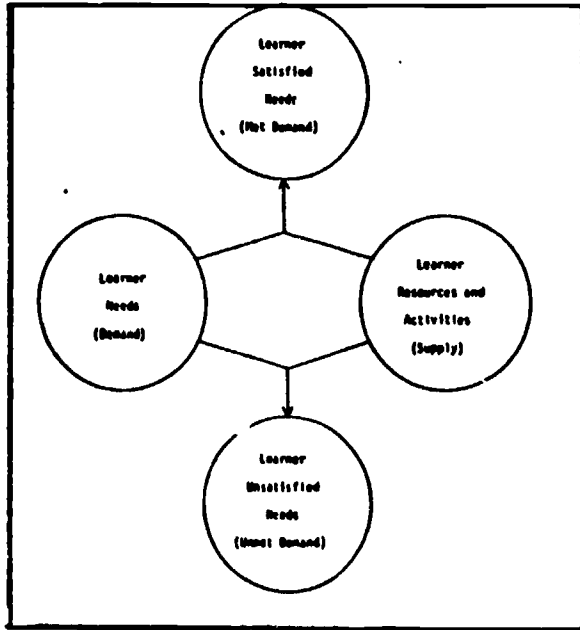 Learner
Satisfied
Needs
(Met Demand)
Learner
Needs
(Demand)
Learner
Resources and
Activities
(Supply)
Learner
Unsatisfied
Needs
(Unmet Demand)